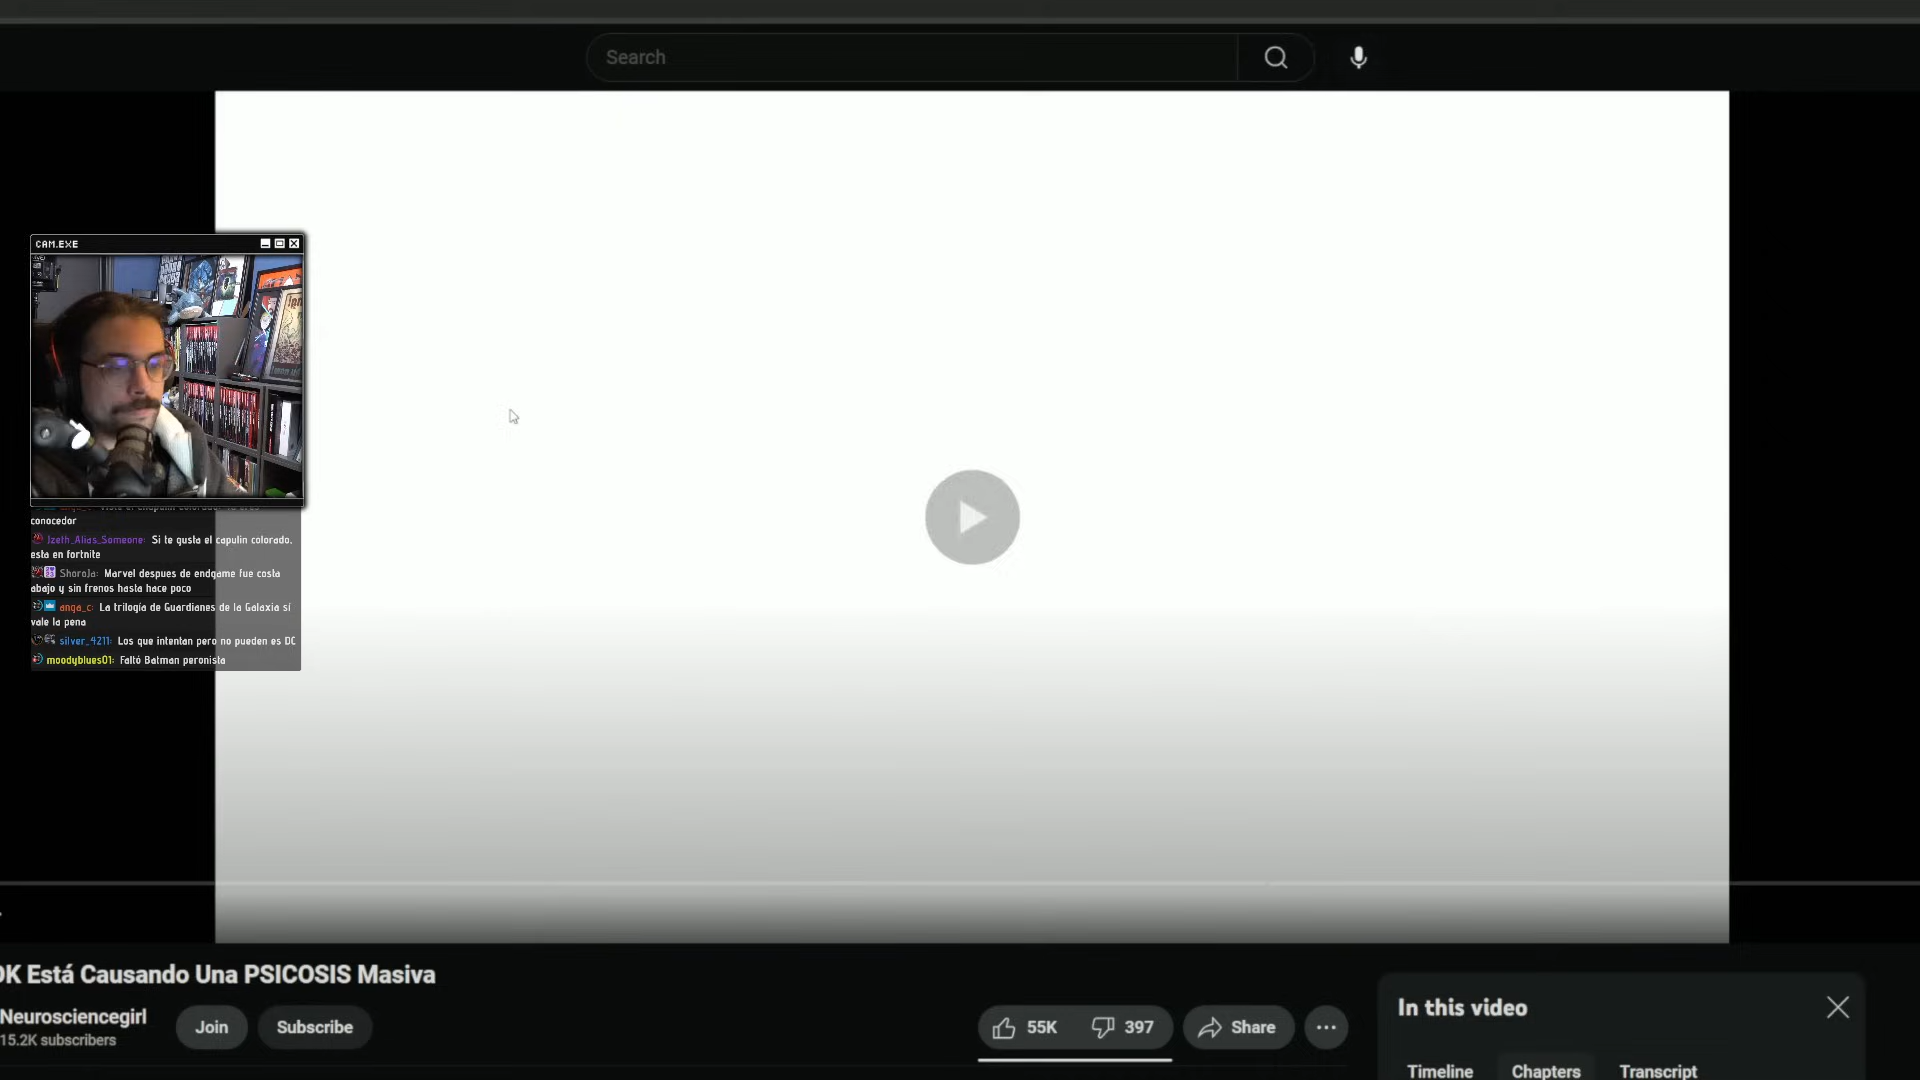 Search
CAM.EXE
conocedor
Jzeth_Alias_Someone: Si te gusta el capulin colorado,
esta en fortnite
ShoroJa: Marvel despues de endgame fue costa
abajo y sin frenos hasta hace poco
anga_c: La trilogía de Guardianes de la Galaxia sí
vale la pena
silver_4211: Los que intentan pero no pueden es DC
moodyblues01: Faltó Batman peronista
OK Está Causando Una PSICOSIS Masiva
Neurosciencegirl
15.2K subscribers
Join
Subscribe
55K
397
Share
In this video
Timeline
Chapters
Transcript